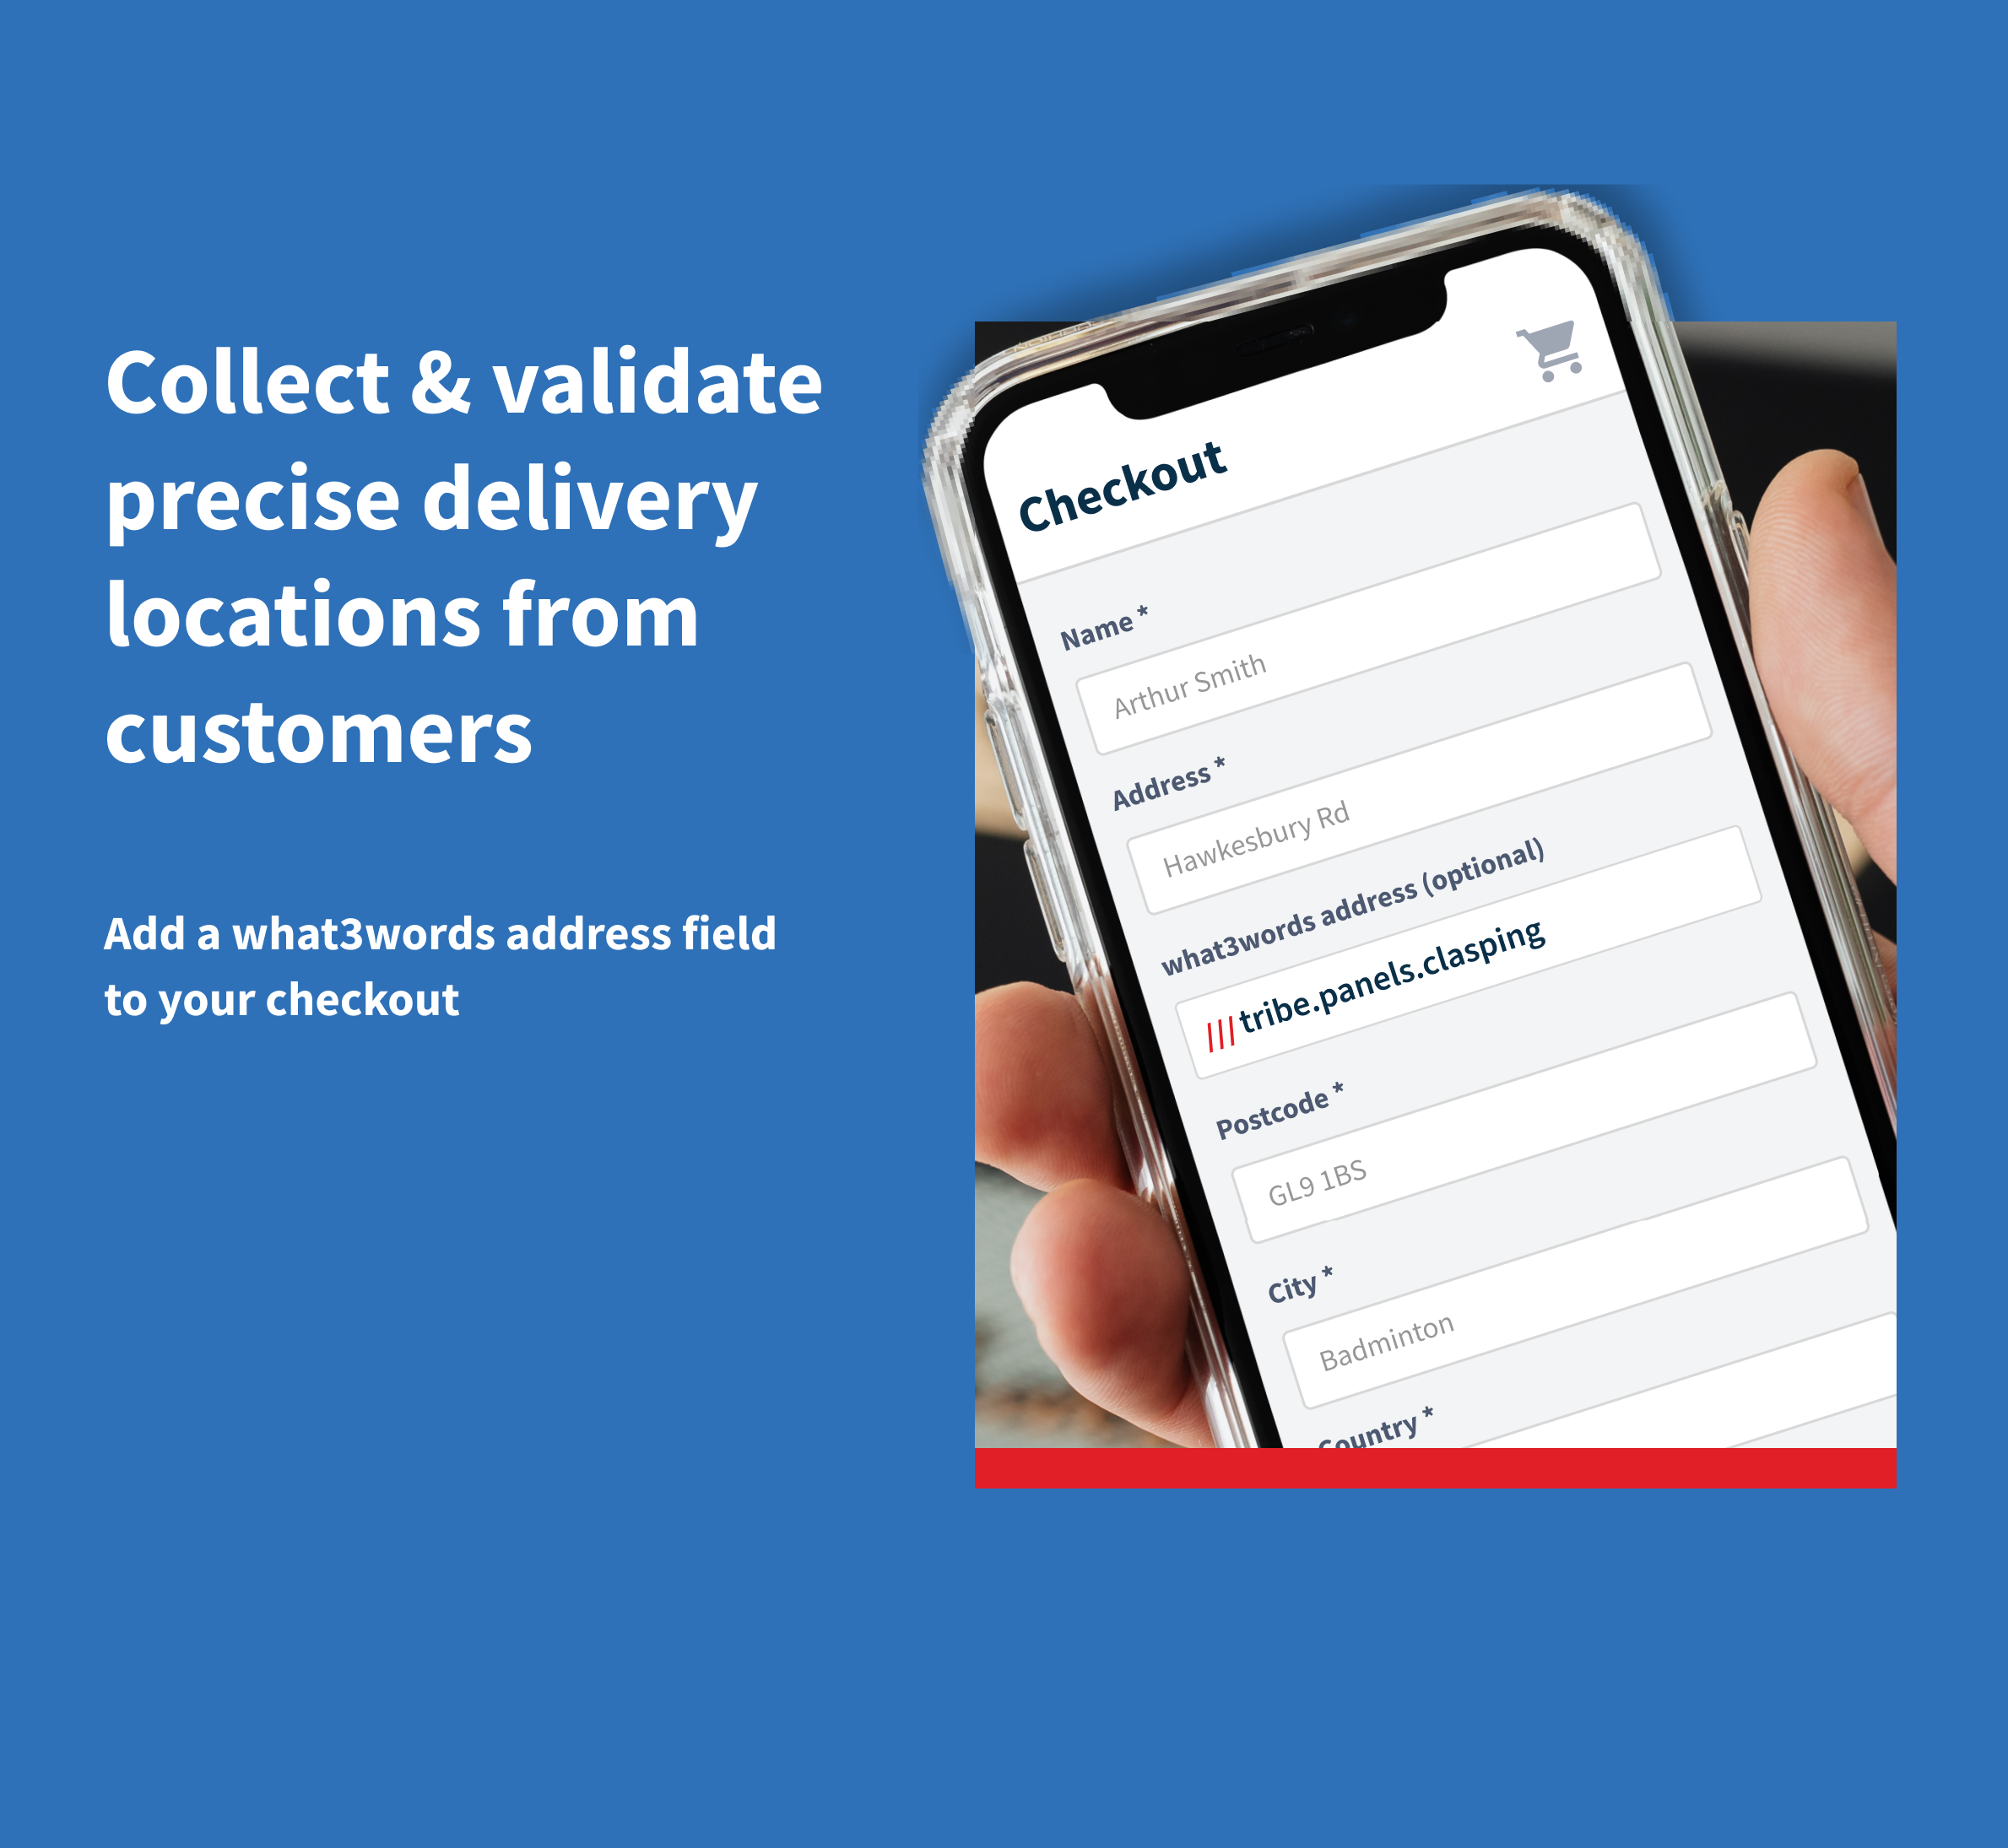 Collect & validate
precise delivery
locations from
customers
Add a what3words address field
to your checkout
Checkout
Name *
Arthur Smith
Address *
Hawkesbury Rd
what3words address (optional)
///tribe.panels.clasping
Postcode *
GL9 1BS
City *
Badminton
Country *